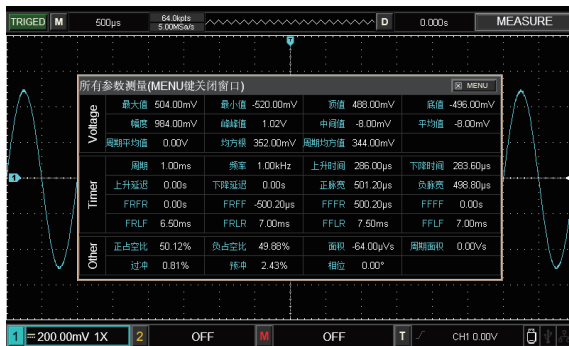 TRIGED M 500μs 64.0kpts 5.00MSa/s D 0.000s MEASURE
T
所有参数测量(MENU键关闭窗口) MENU
Voltage
最大值 504.00mV 最小值 -520.00mV 顶值 488.00mV 底值 -496.00mV
幅度 984.00mV 峰峰值 1.02V 中间值 -8.00mV 平均值 -8.00mV
周期平均值 0.00V 均方根 352.00mV 周期均方值 344.00mV
Timer
周期 1.00ms 频率 1.00kHz 上升时间 286.00μs 下降时间 283.60μs
上升延迟 0.00s 下降延迟 0.00s 正脉宽 501.20μs 负脉宽 498.80μs
FRFR 0.00s FRFF -500.20μs FFFR 500.20μs FFFF 0.00s
FRLF 6.50ms FRLR 7.00ms FFLR 7.50ms FFLF 7.00ms
Other
正占空比 50.12% 负占空比 49.88% 面积 -64.00μVs 周期面积 0.00Vs
过冲 0.81% 预冲 2.43% 相位 0.00°
1
1 200.00mV 1X 2 OFF M OFF T CH1 0.00V